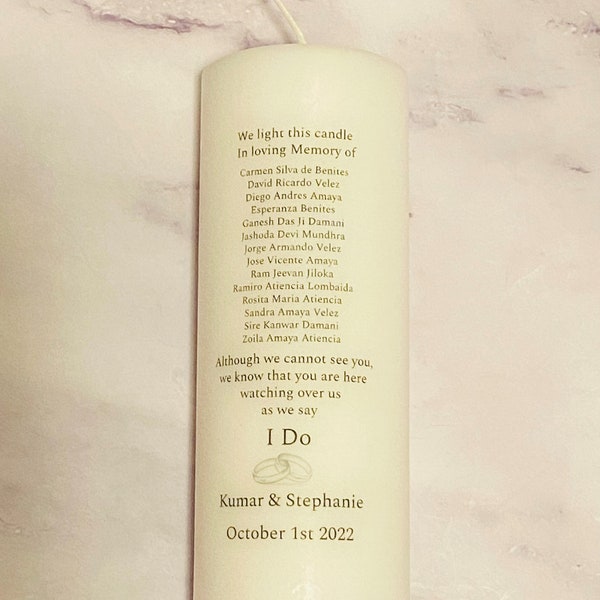 We light this candle
In loving Memory of
Carmen Silva de Benites
David Ricardo Velez
Diego Andres Amaya
Esperanza Benites
Ganesh Das Ji Damani
Jashoda Devi Mundhra
Jorge Armando Velez
Jose Vicente Amaya
Ram Jeevan Jiloka
Ramiro Atiencia Lombaida
Rosita Maria Atiencia
Sandra Amaya Velez
Sire Kanwar Damani
Zoila Amaya Atiencia
Although we cannot see you,
we know that you are here
watching over us
as we say
I Do
Kumar & Stephanie
October 1st 2022